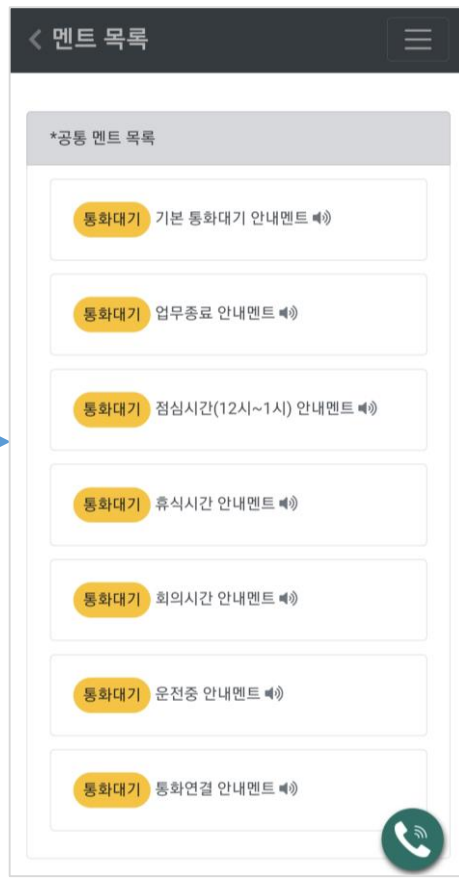 멘트 목록
*공통 멘트 목록
통화대기 기본 통화대기 안내멘트
통화대기 업무종료 안내멘트
통화대기 점심시간(12시~1시) 안내멘트
통화대기 휴식시간 안내멘트
통화대기 회의시간 안내멘트
통화대기 운전중 안내멘트
통화대기 통화연결 안내멘트